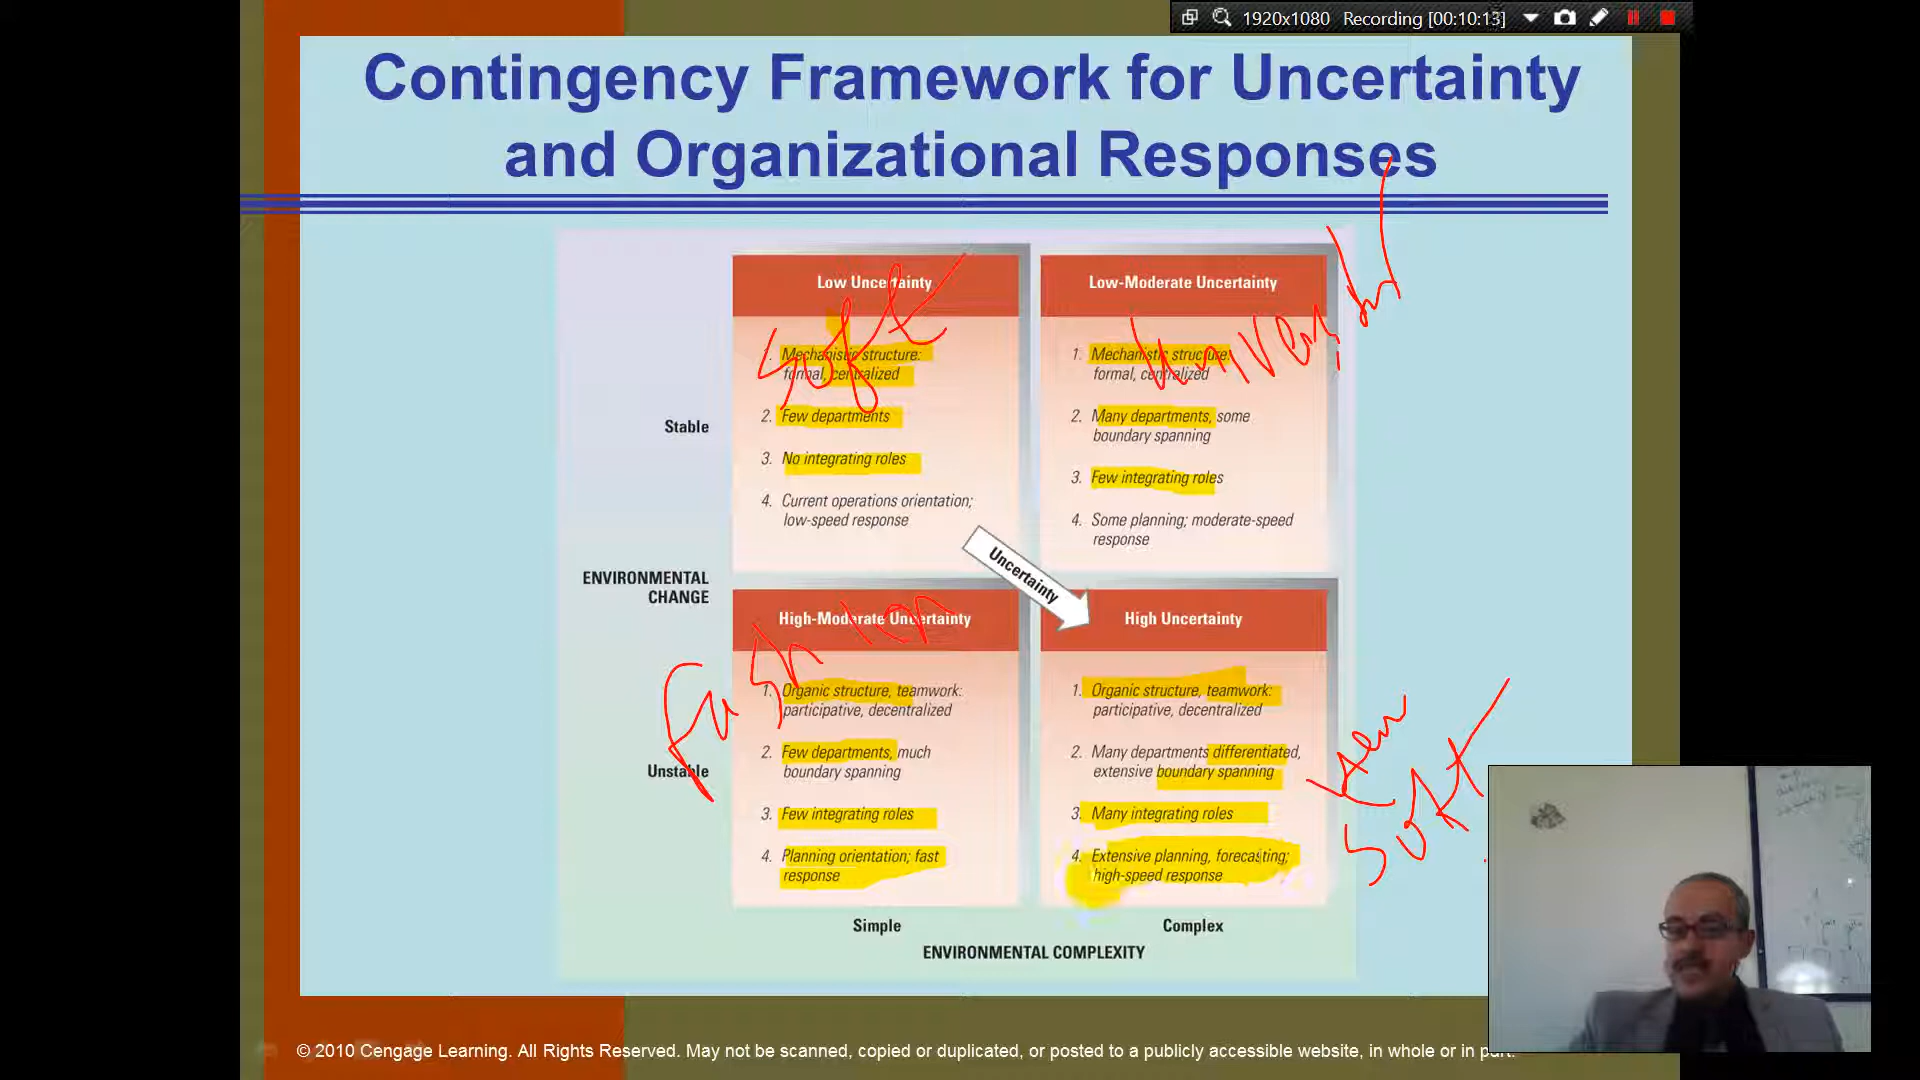 1920x1080 Recording [00:10:13]
Contingency Framework for Uncertainty
and Organizational Responses
Low Uncertainty
Soft
1. Mechanistic structure:
formal, centralized
2. Few departments
3. No integrating roles
4. Current operations orientation;
low-speed response
Low-Moderate Uncertainty
1. Mechanistic structure:
formal, centralized
2. Many departments, some
boundary spanning
3. Few integrating roles
4. Some planning; moderate-speed
response
Stable
ENVIRONMENTAL
CHANGE
Uncertainty
High-Moderate Uncertainty
Fashion
1. Organic structure, teamwork:
participative, decentralized
2. Few departments, much
boundary spanning
3. Few integrating roles
4. Planning orientation; fast
response
High Uncertainty
1. Organic structure, teamwork:
participative, decentralized
2. Many departments differentiated,
extensive boundary spanning
3. Many integrating roles
4. Extensive planning, forecasting;
high-speed response
Soft
Unstable
Simple
Complex
ENVIRONMENTAL COMPLEXITY
© 2010 Cengage Learning. All Rights Reserved. May not be scanned, copied or duplicated, or posted to a publicly accessible website, in whole or in part.